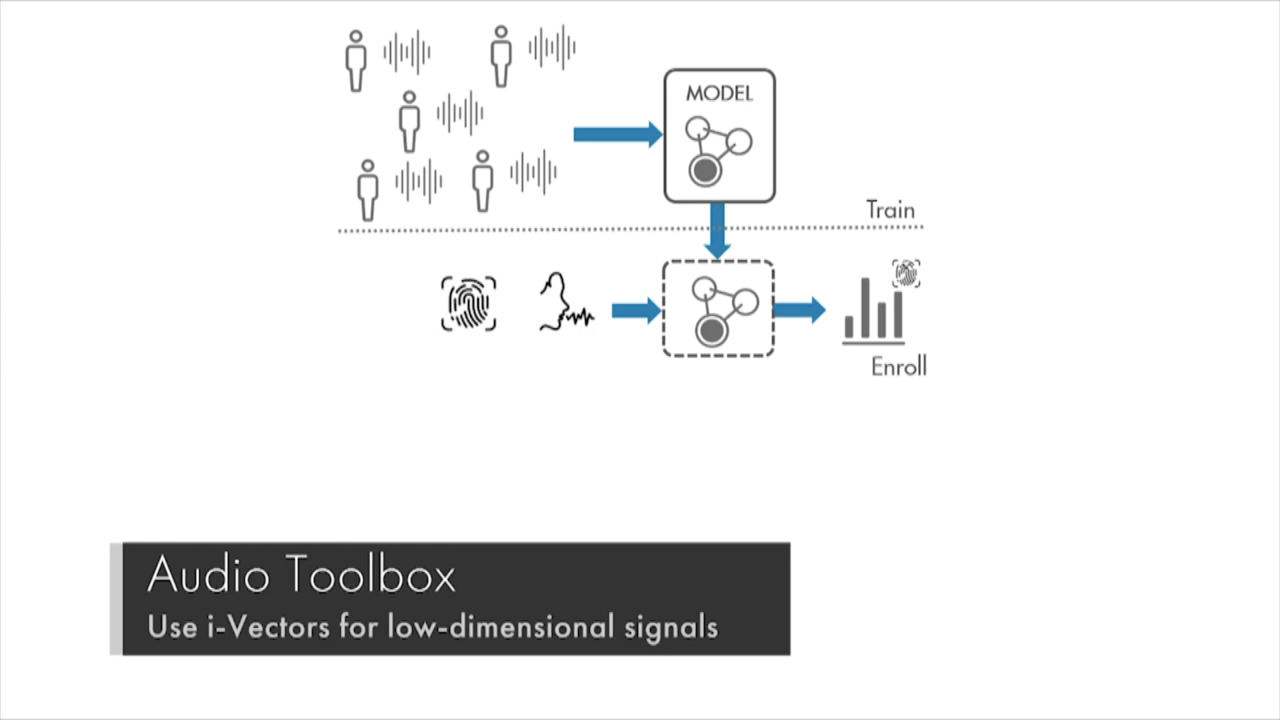 MODEL
Train
Enroll
Audio Toolbox
Use i-Vectors for low-dimensional signals